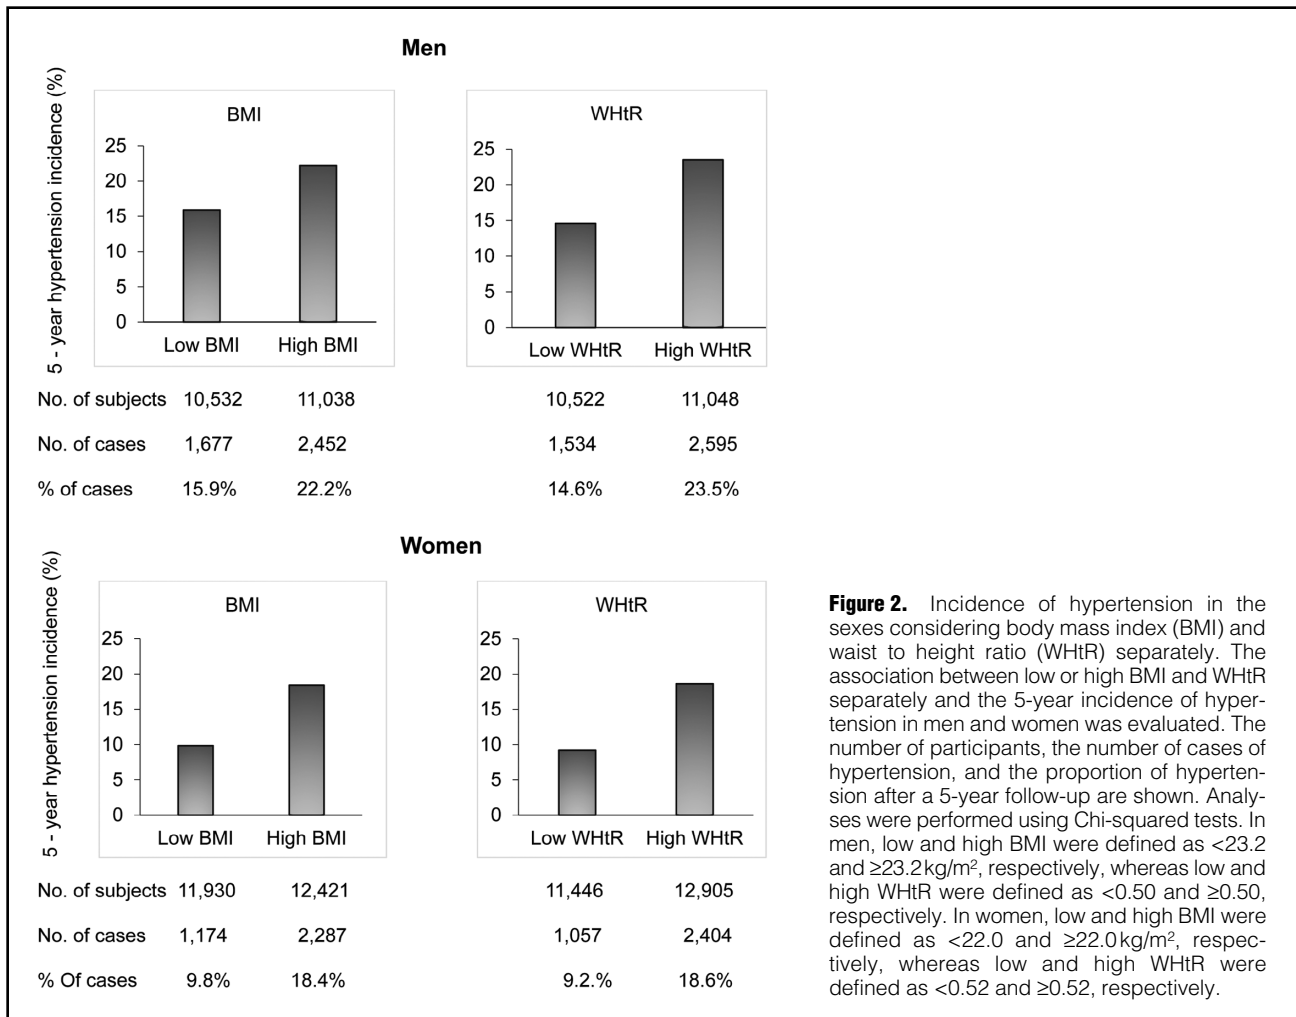 Men
5 - year hypertension incidence (%)
BMI
25
20
15
10
5
0
Low BMI High BMI
WHtR
25
20
15
10
5
0
Low WHtR High WHtR
No. of subjects 10,532 11,038 10,522 11,048
No. of cases 1,677 2,452 1,534 2,595
% of cases 15.9% 22.2% 14.6% 23.5%
Women
5 - year hypertension incidence (%)
BMI
25
20
15
10
5
0
Low BMI High BMI
WHtR
25
20
15
10
5
0
Low WHtR High WHtR
No. of subjects 11,930 12,421 11,446 12,905
No. of cases 1,174 2,287 1,057 2,404
% Of cases 9.8% 18.4% 9.2.% 18.6%
Figure 2. Incidence of hypertension in the
sexes considering body mass index (BMI) and
waist to height ratio (WHtR) separately. The
association between low or high BMI and WHtR
separately and the 5-year incidence of hyper-
tension in men and women was evaluated. The
number of participants, the number of cases of
hypertension, and the proportion of hyperten-
sion after a 5-year follow-up are shown. Analy-
ses were performed using Chi-squared tests. In
men, low and high BMI were defined as <23.2
and ≥23.2 kg/m², respectively, whereas low and
high WHtR were defined as <0.50 and ≥0.50,
respectively. In women, low and high BMI were
defined as <22.0 and ≥22.0 kg/m², respec-
tively, whereas low and high WHtR were
defined as <0.52 and ≥0.52, respectively.